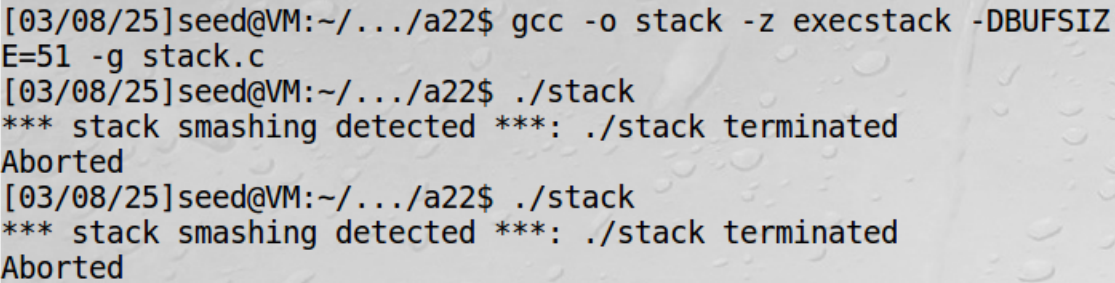 [03/08/25]seed@VM:~/.../a22$ gcc -o stack -z execstack -DBUFSIZ
E=51 -g stack.c
[03/08/25]seed@VM:~/.../a22$ ./stack
*** stack smashing detected ***: ./stack terminated
Aborted
[03/08/25]seed@VM:~/.../a22$ ./stack
*** stack smashing detected ***: ./stack terminated
Aborted